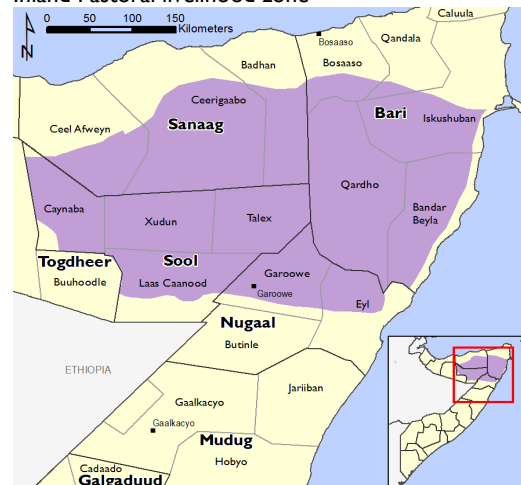 Inland Pastoral livelihood zone
0 50 100 150
Kilometers
N
Caluula
Qandala
Bosaaso
Bosaaso
Badhan
Ceerigaabo
Bari
Iskushuban
Sanaag
Ceel Afweyn
Qardho
Caynaba
Xudun
Talex
Bandar
Beyla
Togdheer
Buuhoodle
Sool
Laas Caanood
Garoowe
Garoowe
Eyl
Nugaal
Butinle
ETHIOPIA
Jariiban
Gaalkacyo
Gaalkacyo
Mudug
Hobyo
Cadaado
Galgaduud